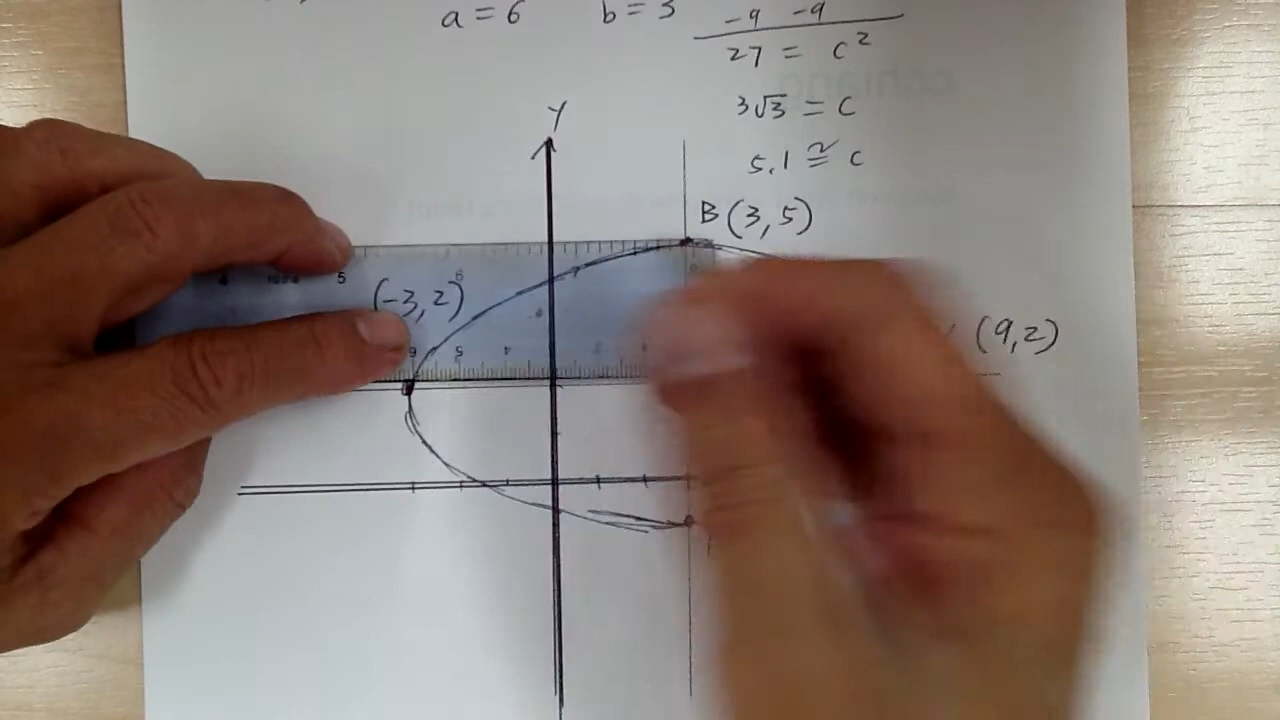 a = 6 b = 3
-9 -9
27 = c²
3√3 = c
5.1 ≅ c
Y
B (3,5)
(-3,2)
(9,2)